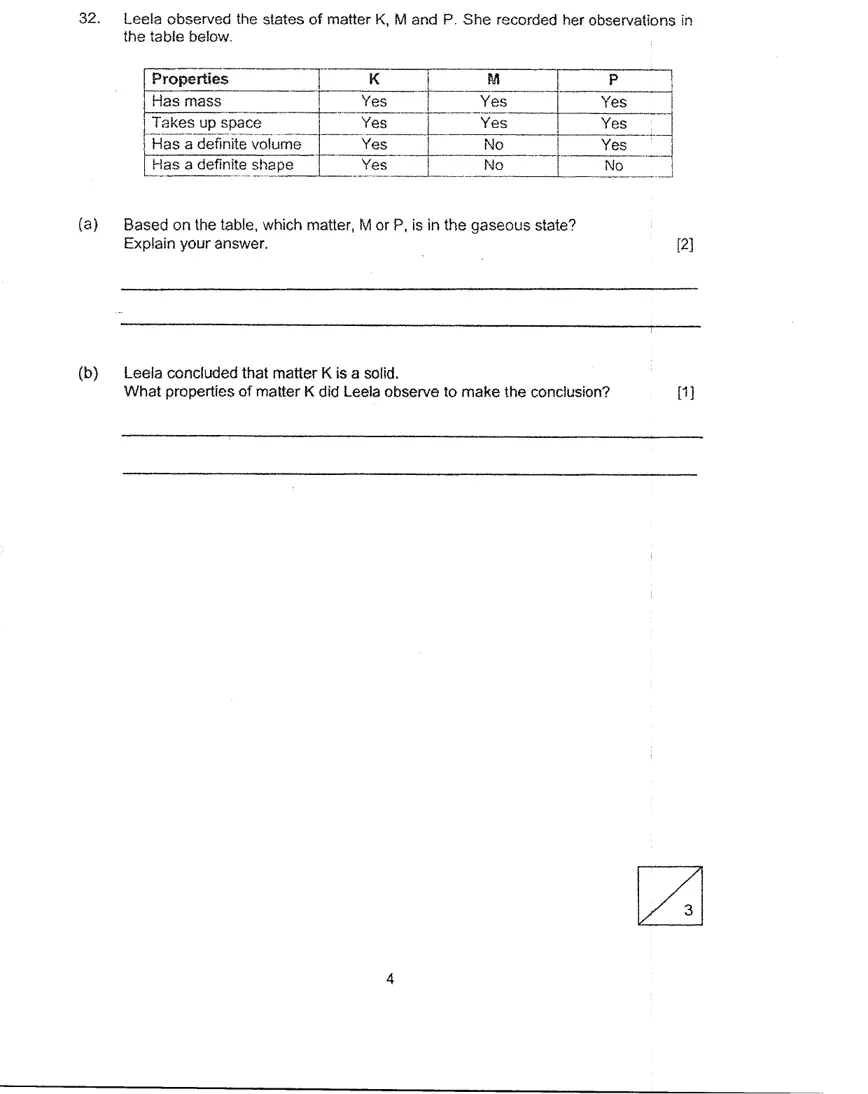 32. Leela observed the states of matter K, M and P. She recorded her observations in
the table below.
Properties K M P
Has mass Yes Yes Yes
Takes up space Yes Yes Yes
Has a definite volume Yes No Yes
Has a definite shape Yes No No
(a) Based on the table, which matter, M or P, is in the gaseous state?
Explain your answer. [2]
(b) Leela concluded that matter K is a solid.
What properties of matter K did Leela observe to make the conclusion? [1]
3
4